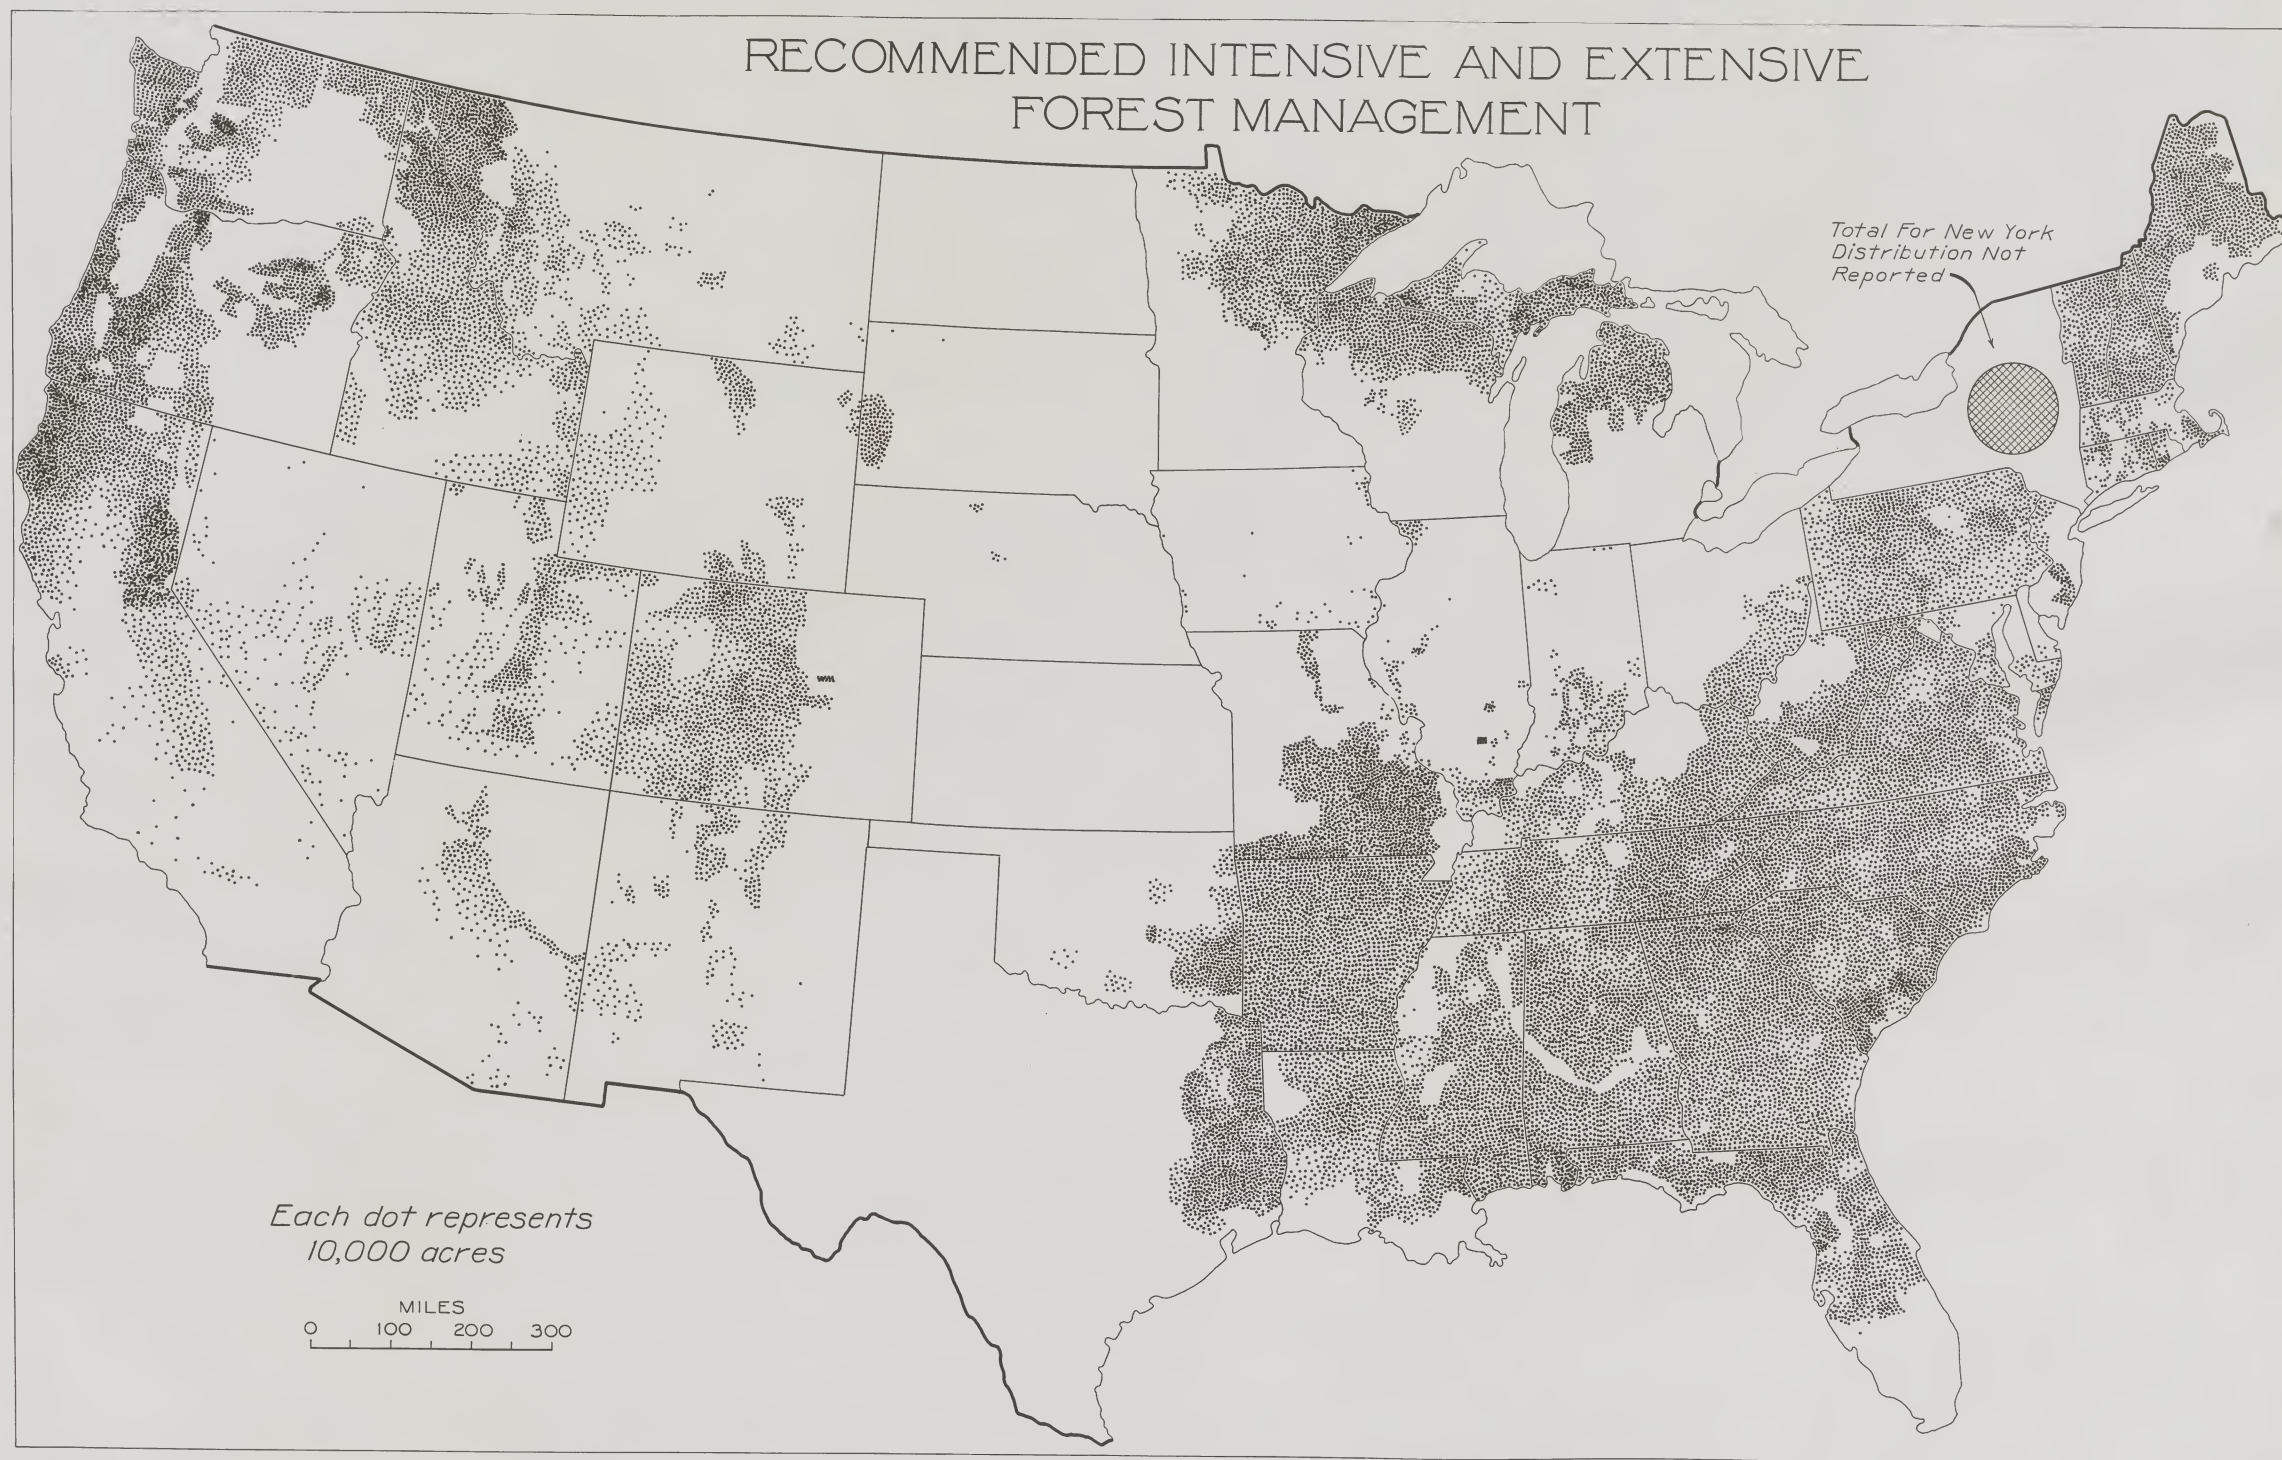 RECOMMENDED INTENSIVE AND EXTENSIVE
FOREST MANAGEMENT
Total For New York
Distribution Not
Reported
Each dot represents
10,000 acres
MILES
0 100 200 300